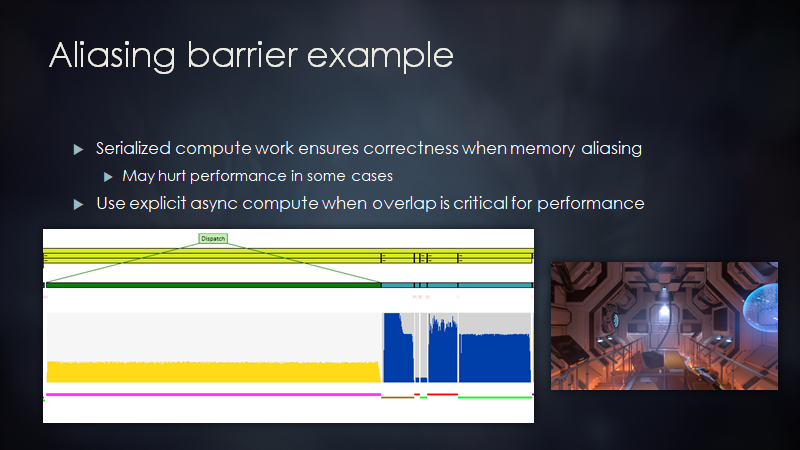 Aliasing barrier example
Serialized compute work ensures correctness when memory aliasing
May hurt performance in some cases
Use explicit async compute when overlap is critical for performance
Dispatch